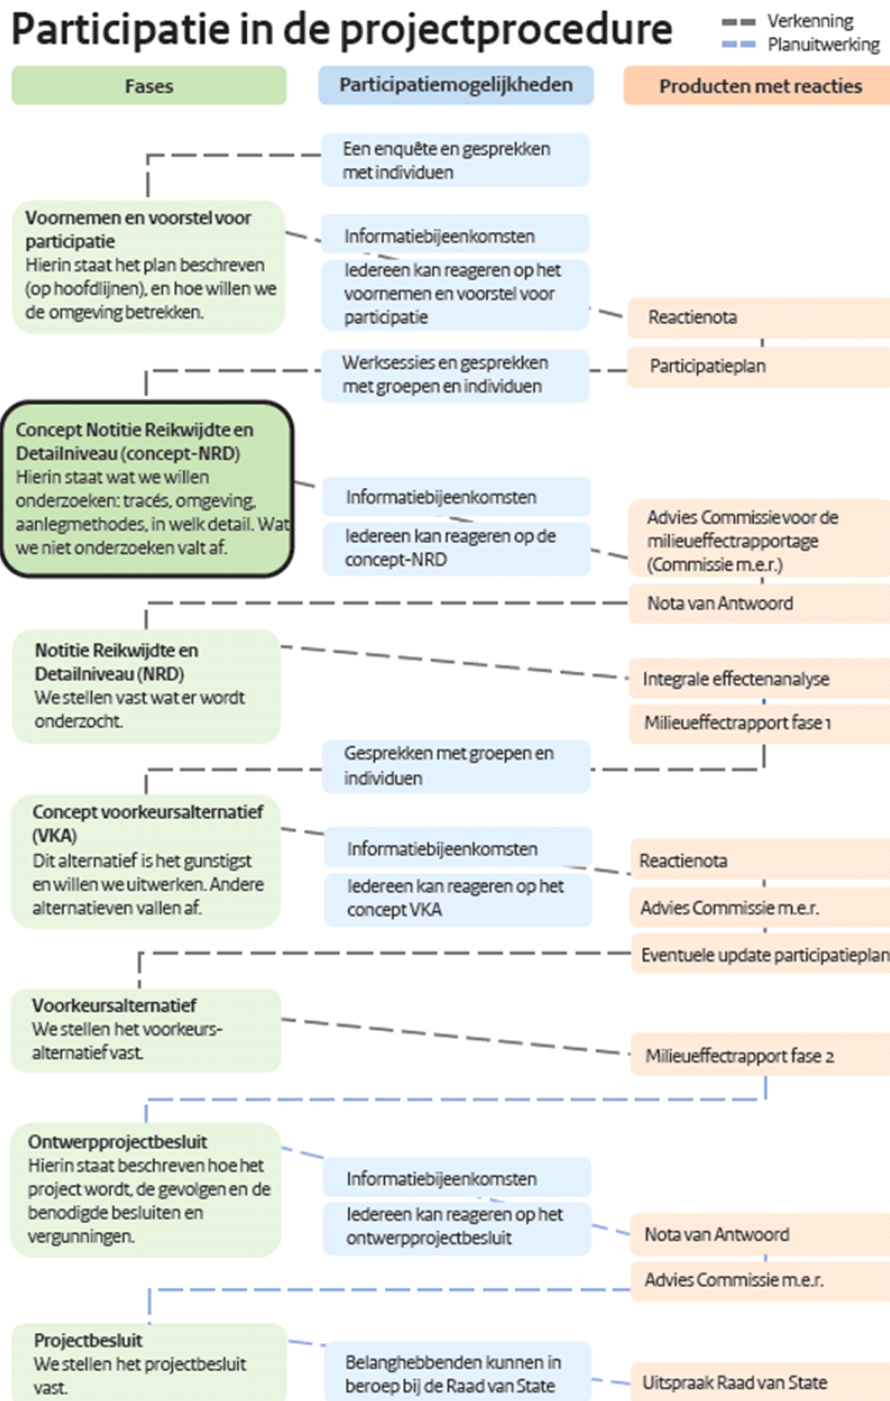 Participatie in de projectprocedure
Verkenning
Planuitwerking
Fases
Participatiemogelijkheden
Producten met reacties
Een enquête en gesprekken
met individuen
Voornemen en voorstel voor
participatie
Hierin staat het plan beschreven
(op hoofdlijnen), en hoe willen we
de omgeving betrekken.
Informatiebijeenkomsten
Iedereen kan reageren op het
voornemen en voorstel voor
participatie
Reactienota
Participatieplan
Werksessies en gesprekken
met groepen en individuen
Concept Notitie Reikwijdte en
Detailniveau (concept-NRD)
Hierin staat wat we willen
onderzoeken: tracés, omgeving,
aanlegmethodes, in welk detail. Wat
we niet onderzoeken valt af.
Informatiebijeenkomsten
Iedereen kan reageren op de
concept-NRD
Advies Commissie voor de
milieueffectrapportage
(Commissie m.e.r.)
Nota van Antwoord
Notitie Reikwijdte en
Detailniveau (NRD)
We stellen vast wat er wordt
onderzocht.
Integrale effectenanalyse
Milieueffectrapport fase 1
Gesprekken met groepen en
individuen
Concept voorkeursalternatief
(VKA)
Dit alternatief is het gunstigst
en willen we uitwerken. Andere
alternatieven vallen af.
Informatiebijeenkomsten
Iedereen kan reageren op het
concept VKA
Reactienota
Advies Commissie m.e.r.
Eventuele update participatieplan
Voorkeursalternatief
We stellen het voorkeurs-
alternatief vast.
Milieueffectrapport fase 2
Ontwerpprojectbesluit
Hierin staat beschreven hoe het
project wordt, de gevolgen en de
benodigde besluiten en
vergunningen.
Informatiebijeenkomsten
Iedereen kan reageren op het
ontwerpprojectbesluit
Nota van Antwoord
Advies Commissie m.e.r.
Projectbesluit
We stellen het projectbesluit
vast.
Belanghebbenden kunnen in
beroep bij de Raad van State
Uitspraak Raad van State